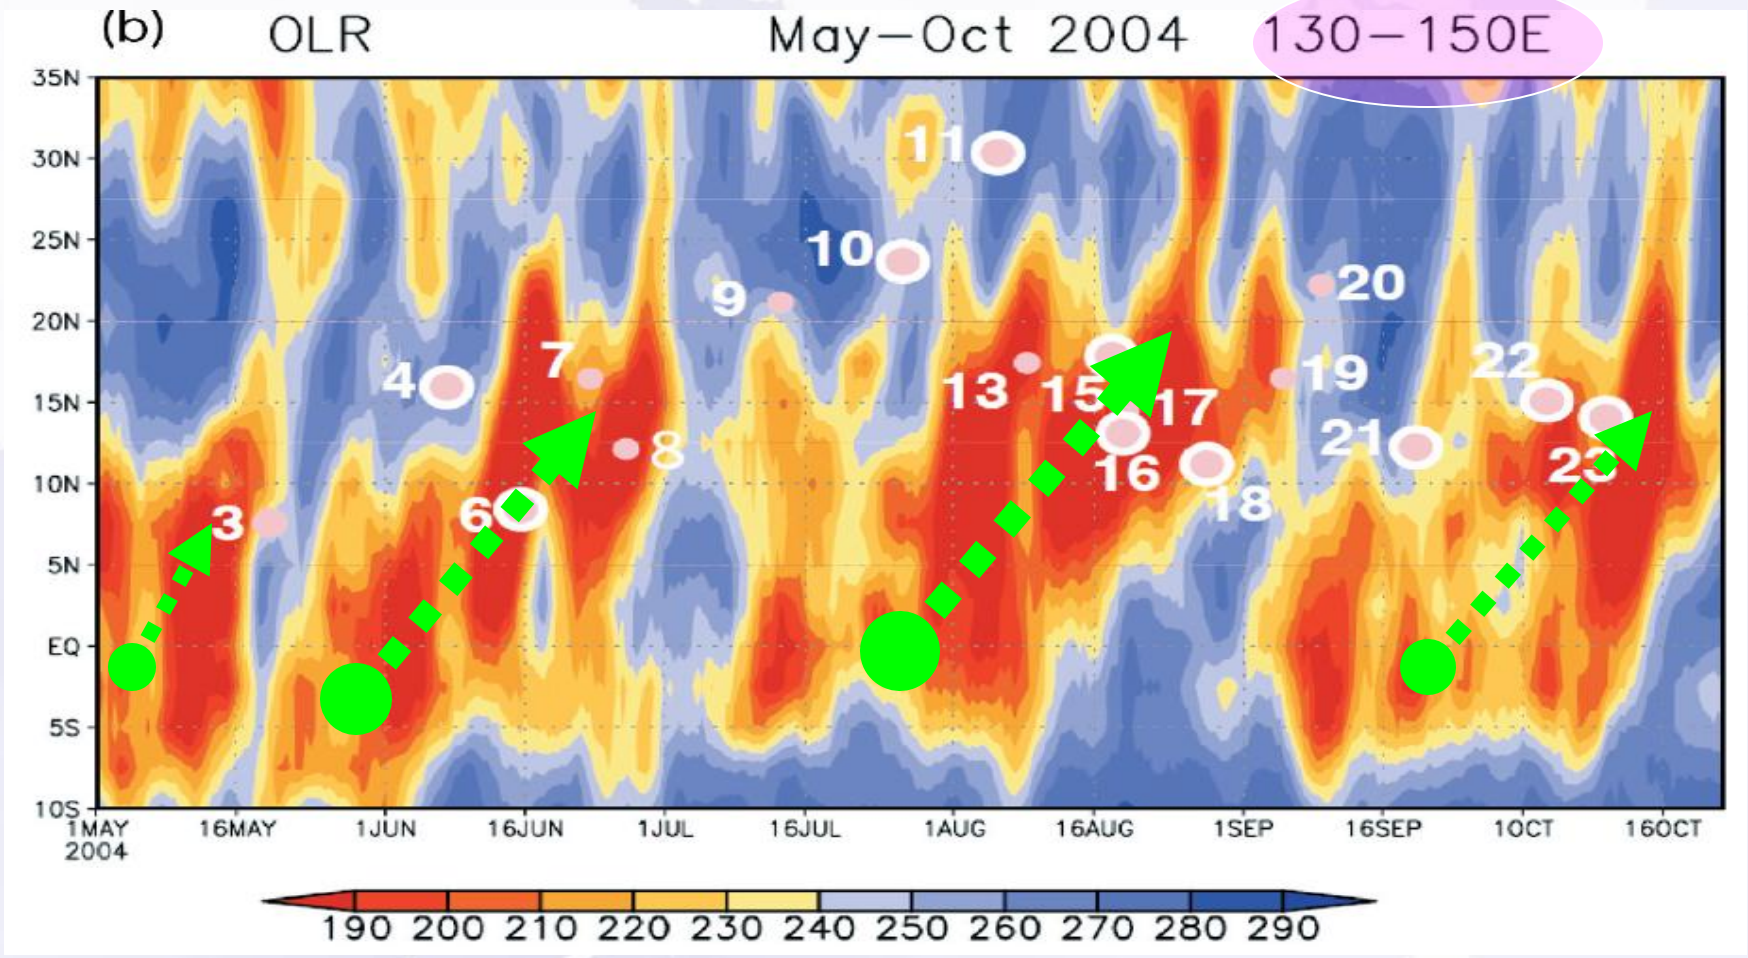 (b) OLR May-Oct 2004 130-150E
35N
30N
25N
20N
15N
10N
5N
EQ
5S
10S
11
10
9
20
7
4
19
22
13
15
17
8
21
16
23
18
3
6
1MAY 16MAY 1JUN 16JUN 1JUL 16JUL 1AUG 16AUG 1SEP 16SEP 1OCT 16OCT
2004
190 200 210 220 230 240 250 260 270 280 290